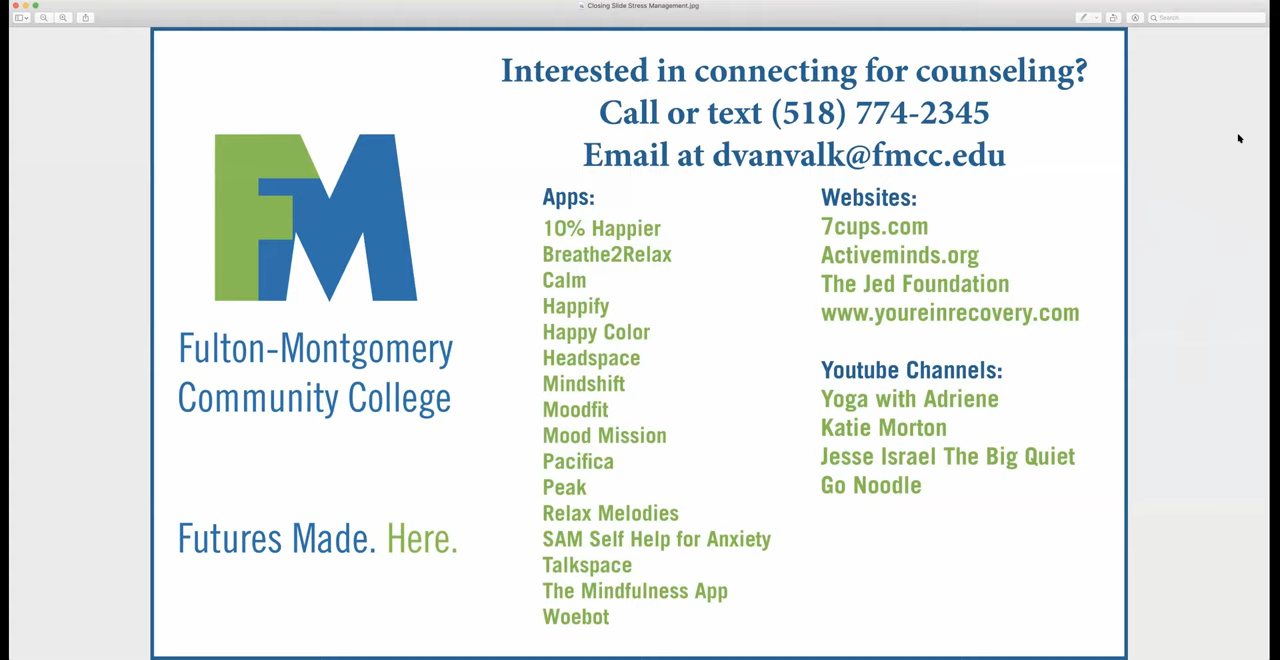 Closing Slide Stress Management.jpg
Search
Interested in connecting for counseling?
Call or text (518) 774-2345
Email at dvanvalk@fmcc.edu
FM
Fulton-Montgomery
Community College
Futures Made. Here.
Apps:
10% Happier
Breathe2Relax
Calm
Happify
Happy Color
Headspace
Mindshift
Moodfit
Mood Mission
Pacifica
Peak
Relax Melodies
SAM Self Help for Anxiety
Talkspace
The Mindfulness App
Woebot
Websites:
7cups.com
Activeminds.org
The Jed Foundation
www.youreinrecovery.com
Youtube Channels:
Yoga with Adriene
Katie Morton
Jesse Israel The Big Quiet
Go Noodle